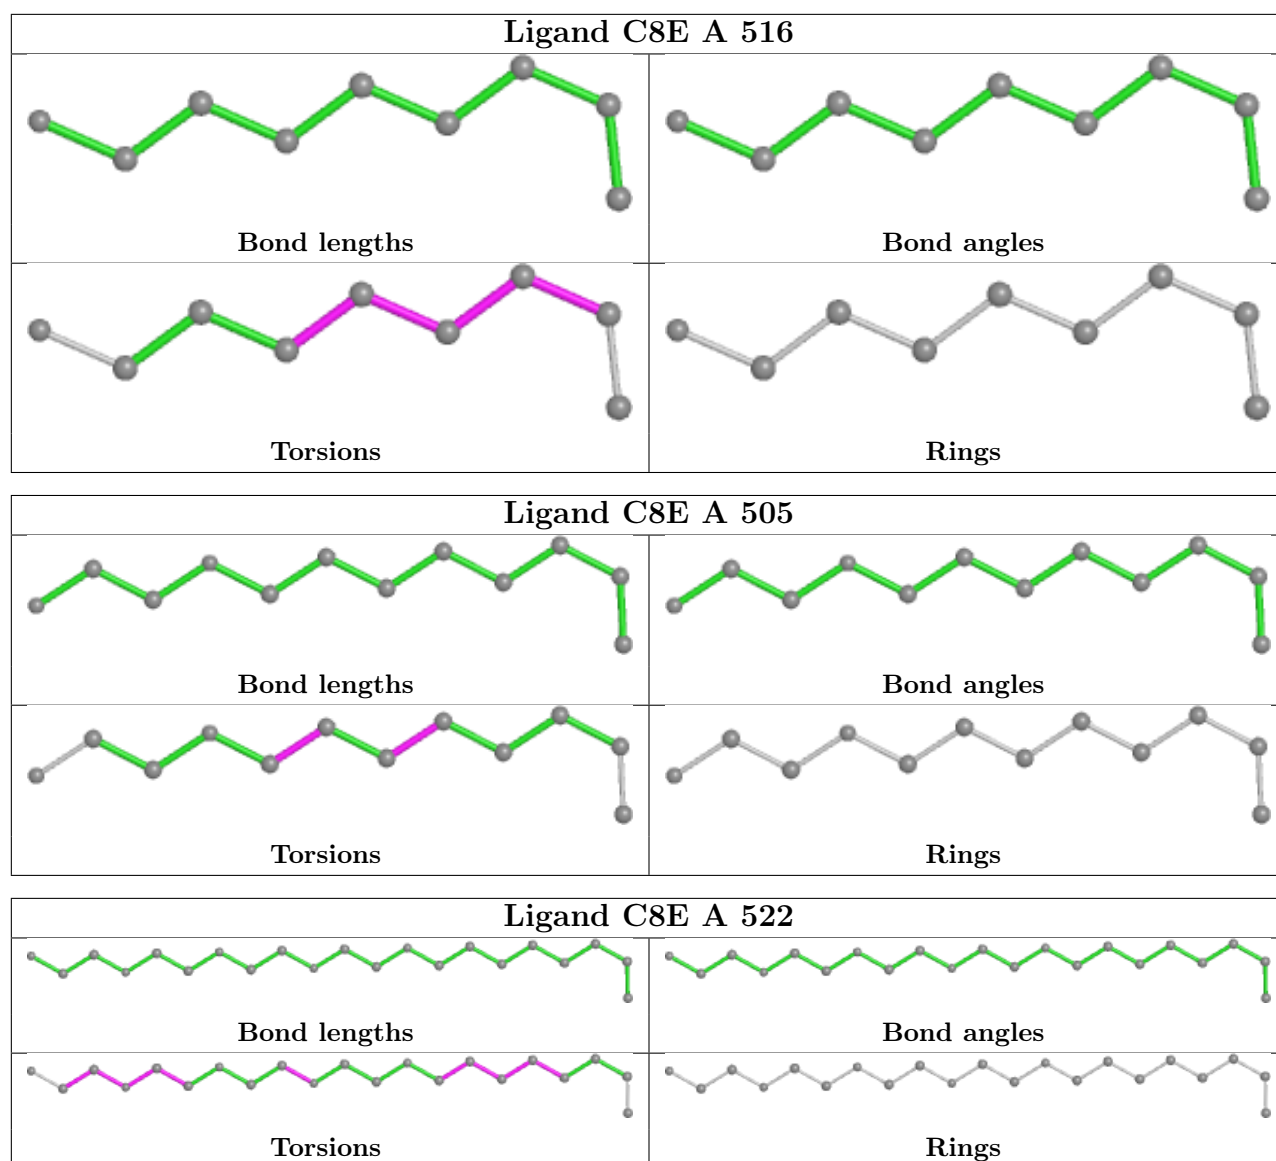 Ligand C8E A 516
Bond lengths Bond angles
Torsions Rings
Ligand C8E A 505
Bond lengths Bond angles
Torsions Rings
Ligand C8E A 522
Bond lengths Bond angles
Torsions Rings